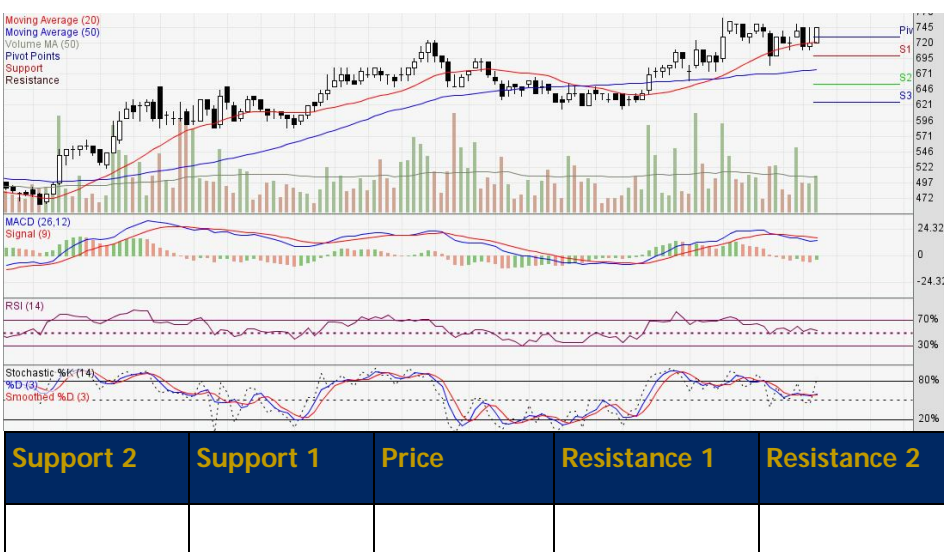 Moving Average (20)
Moving Average (50)
Volume MA (50)
Pivot Points
Support
Resistance
Piv
S1
S2
S3
745
720
695
671
646
621
596
571
546
522
497
472
MACD (26,12)
Signal (9)
24.32
0
-24.32
RSI (14)
70%
30%
Stochastic %K (14)
%D (3)
Smoothed %D (3)
80%
20%
Support 2 Support 1 Price Resistance 1 Resistance 2